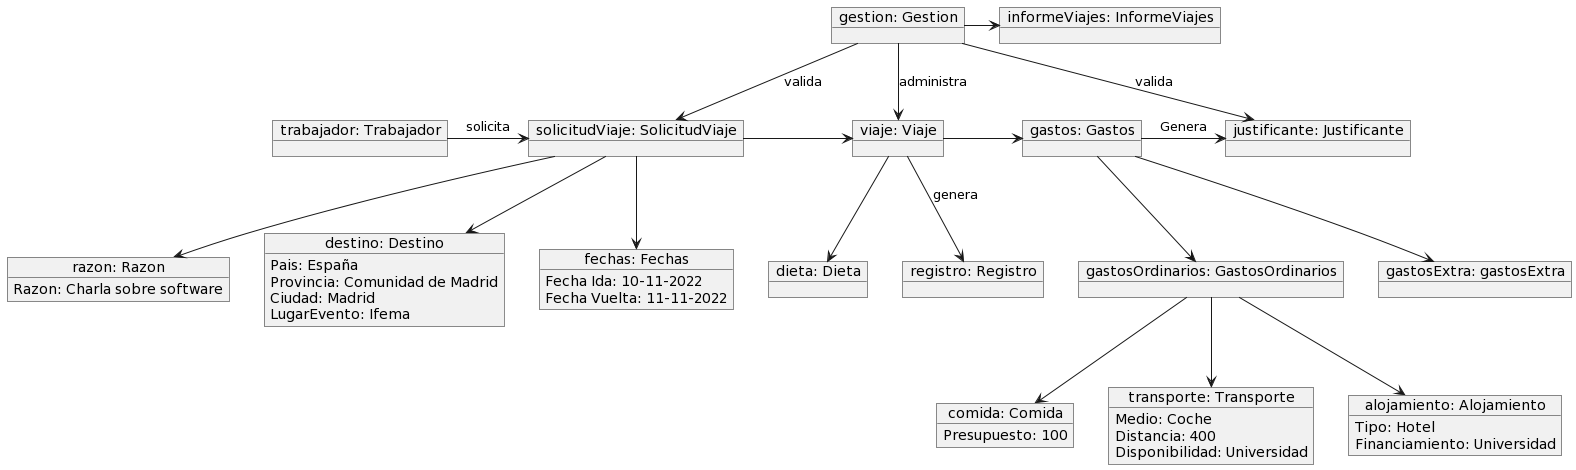 gestion: Gestion
informeViajes: InformeViajes
valida
administra
valida
trabajador: Trabajador
solicita
solicitudViaje: SolicitudViaje
viaje: Viaje
gastos: Gastos
Genera
justificante: Justificante
genera
razon: Razon
Razon: Charla sobre software
destino: Destino
Pais: España
Provincia: Comunidad de Madrid
Ciudad: Madrid
LugarEvento: Ifema
fechas: Fechas
Fecha Ida: 10-11-2022
Fecha Vuelta: 11-11-2022
dieta: Dieta
registro: Registro
gastosOrdinarios: GastosOrdinarios
gastosExtra: gastosExtra
comida: Comida
Presupuesto: 100
transporte: Transporte
Medio: Coche
Distancia: 400
Disponibilidad: Universidad
alojamiento: Alojamiento
Tipo: Hotel
Financiamiento: Universidad